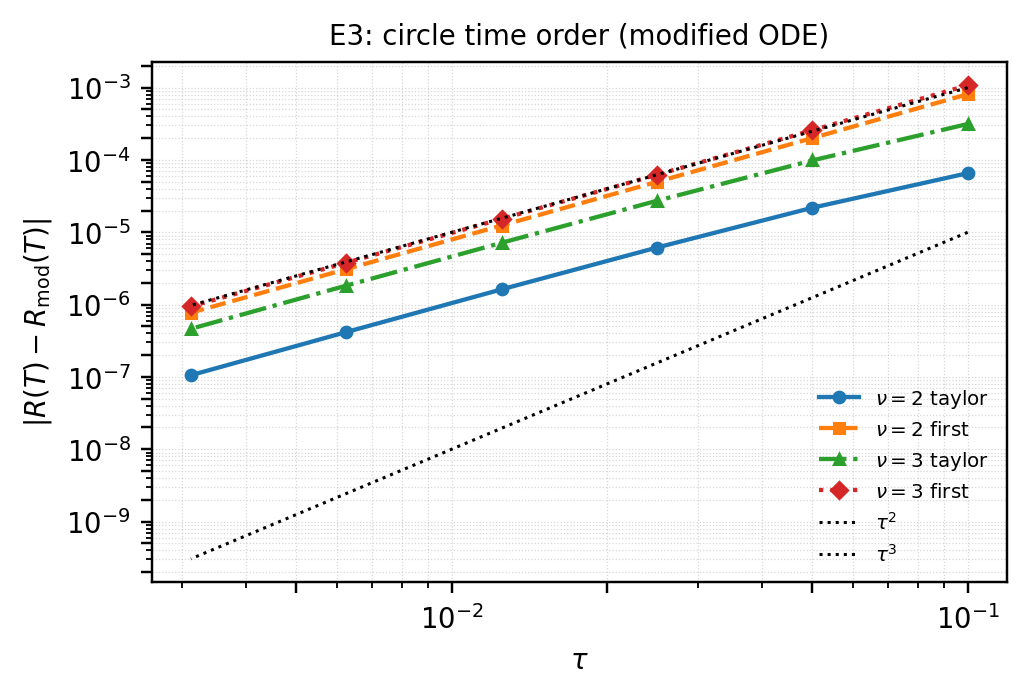 E3: circle time order (modified ODE)
|R(T) − R_mod(T)|
10⁻³
10⁻⁴
10⁻⁵
10⁻⁶
10⁻⁷
10⁻⁸
10⁻⁹
ν = 2 taylor
ν = 2 first
ν = 3 taylor
ν = 3 first
τ²
τ³
10⁻² 10⁻¹
τ